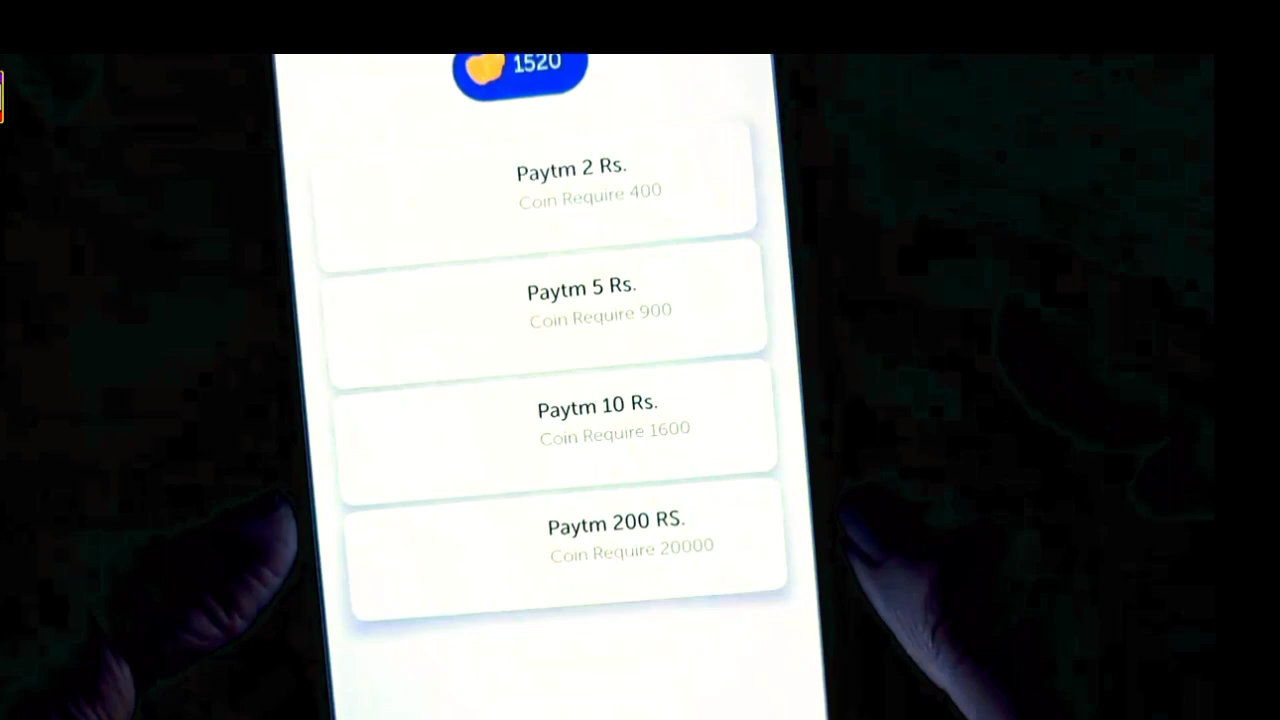 1520
Paytm 2 Rs.
Coin Require 400
Paytm 5 Rs.
Coin Require 900
Paytm 10 Rs.
Coin Require 1600
Paytm 200 RS.
Coin Require 20000